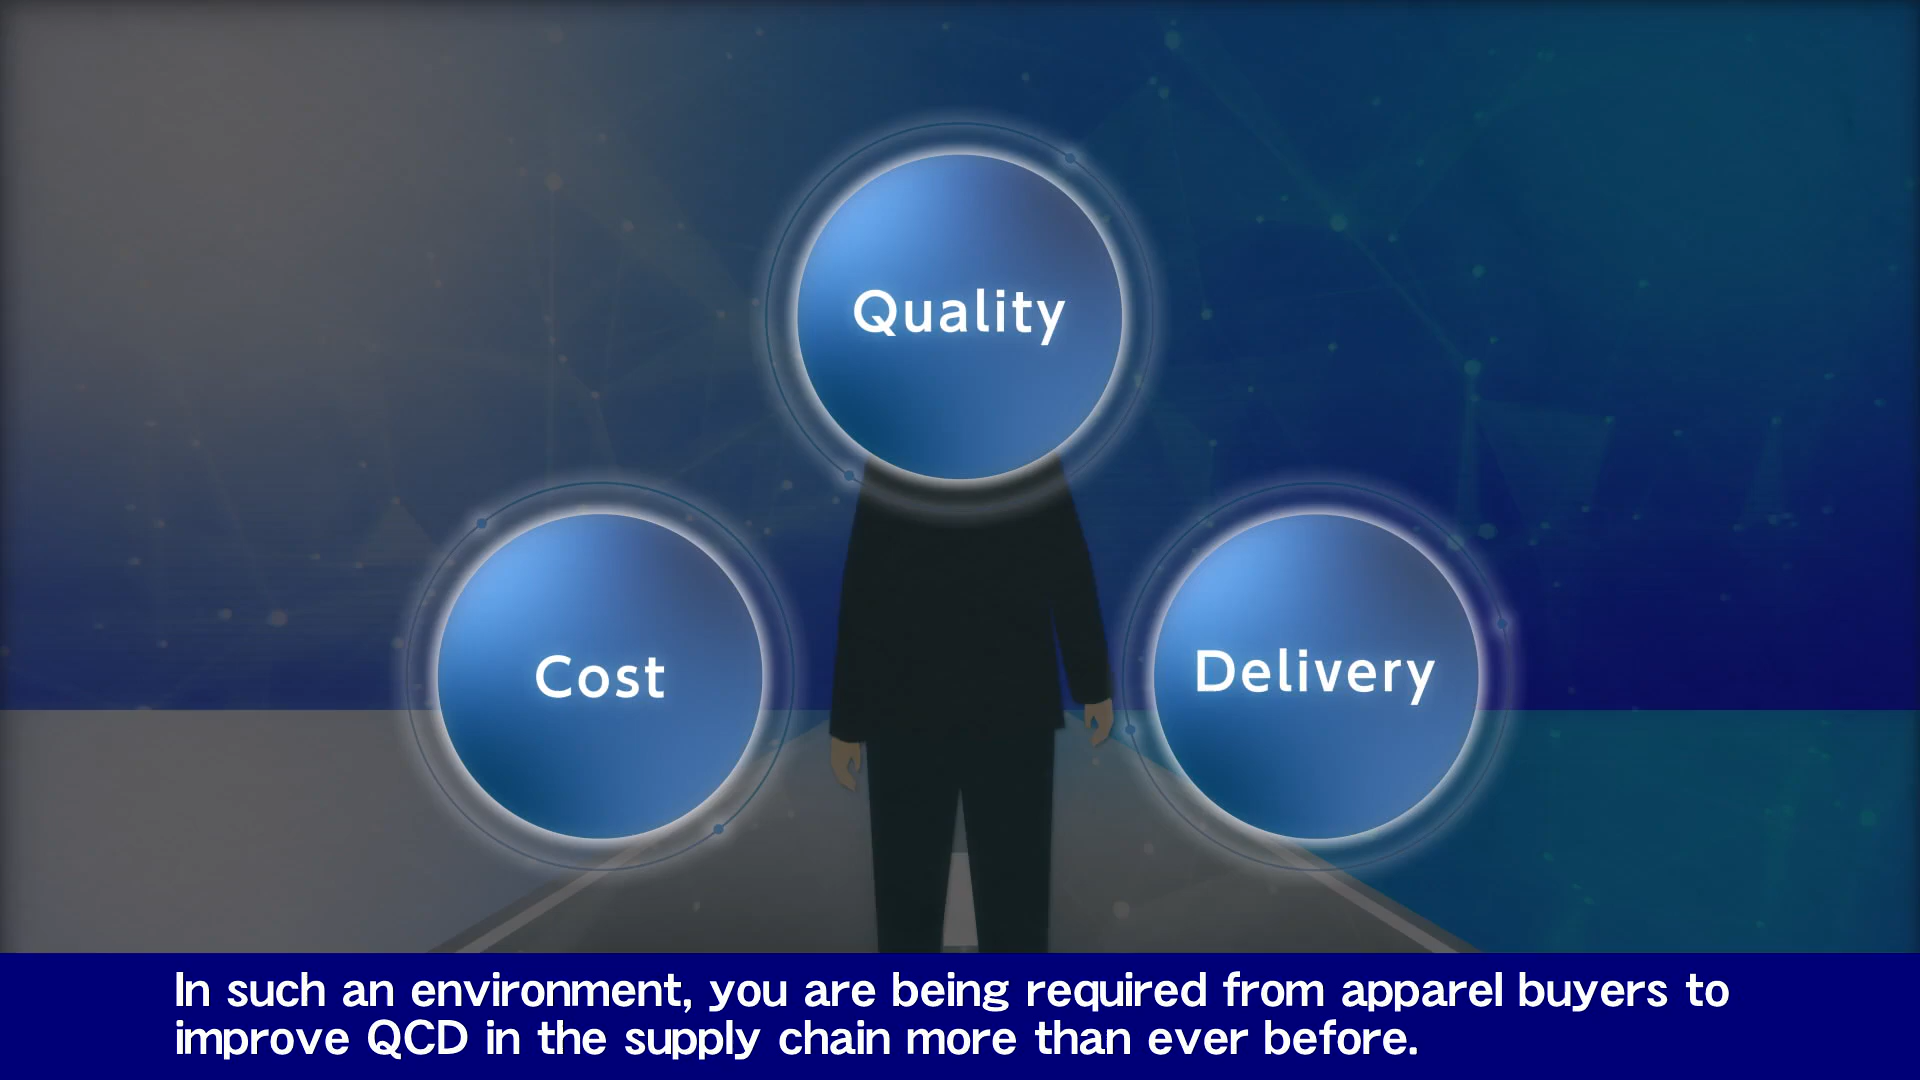 Quality
Cost
Delivery
In such an environment, you are being required from apparel buyers to
improve QCD in the supply chain more than ever before.